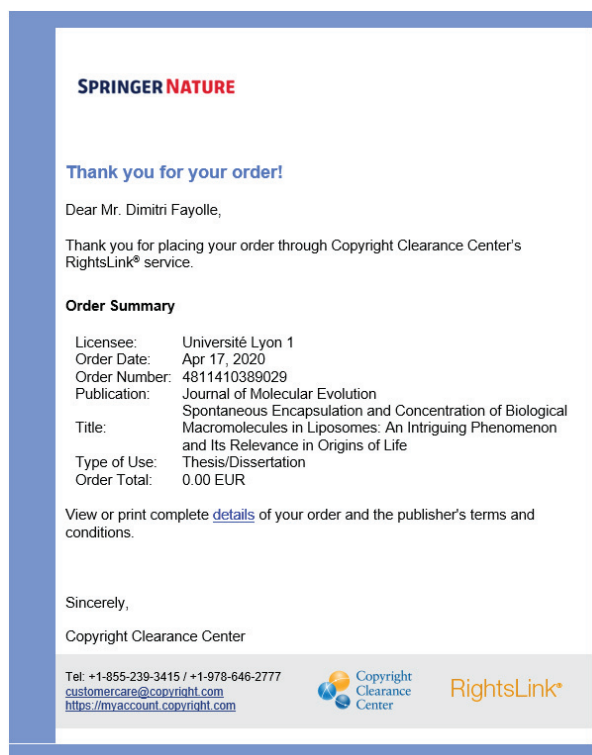 SPRINGER NATURE
Thank you for your order!
Dear Mr. Dimitri Fayolle,
Thank you for placing your order through Copyright Clearance Center's
RightsLink® service.
Order Summary
Licensee: Université Lyon 1
Order Date: Apr 17, 2020
Order Number: 4811410389029
Publication: Journal of Molecular Evolution
Spontaneous Encapsulation and Concentration of Biological
Title: Macromolecules in Liposomes: An Intriguing Phenomenon
and Its Relevance in Origins of Life
Type of Use: Thesis/Dissertation
Order Total: 0.00 EUR
View or print complete details of your order and the publisher's terms and
conditions.
Sincerely,
Copyright Clearance Center
Tel: +1-855-239-3415 / +1-978-646-2777
customercare@copyright.com
https://myaccount.copyright.com
Copyright
Clearance
Center
RightsLink®